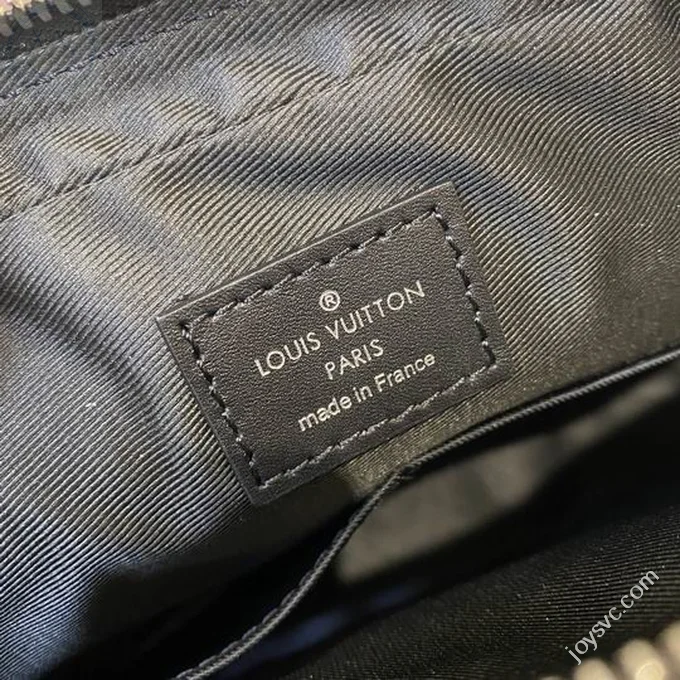 ®
LOUIS VUITTON
PARIS
made in France
joysvc.com